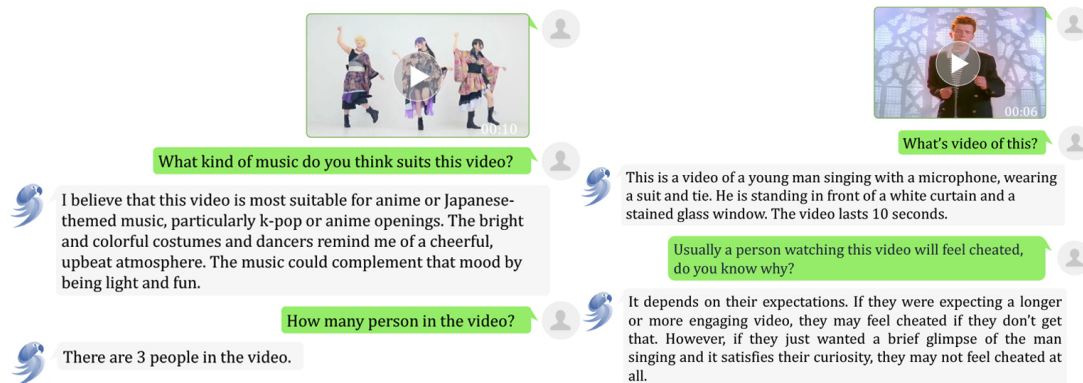 00:10
What kind of music do you think suits this video?
I believe that this video is most suitable for anime or Japanese-
themed music, particularly k-pop or anime openings. The bright
and colorful costumes and dancers remind me of a cheerful,
upbeat atmosphere. The music could complement that mood by
being light and fun.
How many person in the video?
There are 3 people in the video.
00:06
What's video of this?
This is a video of a young man singing with a microphone, wearing
a suit and tie. He is standing in front of a white curtain and a
stained glass window. The video lasts 10 seconds.
Usually a person watching this video will feel cheated,
do you know why?
It depends on their expectations. If they were expecting a longer
or more engaging video, they may feel cheated if they don't get
that. However, if they just wanted a brief glimpse of the man
singing and it satisfies their curiosity, they may not feel cheated at
all.